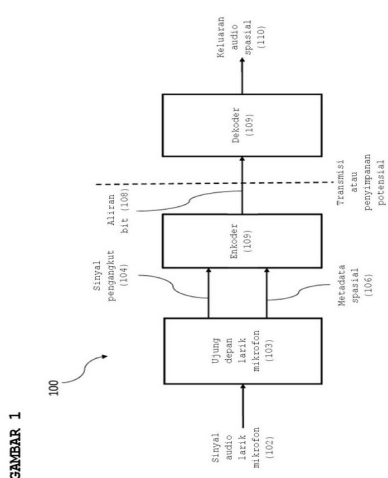 GAMBAR 1
100
Sinyal
audio
larik
mikrofon
(102)
Ujung
depan
larik
mikrofon
(103)
Sinyal
pengangkut
(104)
Metadata
spasial
(106)
Enkoder
(109)
Aliran
bit (108)
Transmisi
atau
penyimpanan
potensial
Dekoder
(109)
Keluaran
audio
spasial
(110)